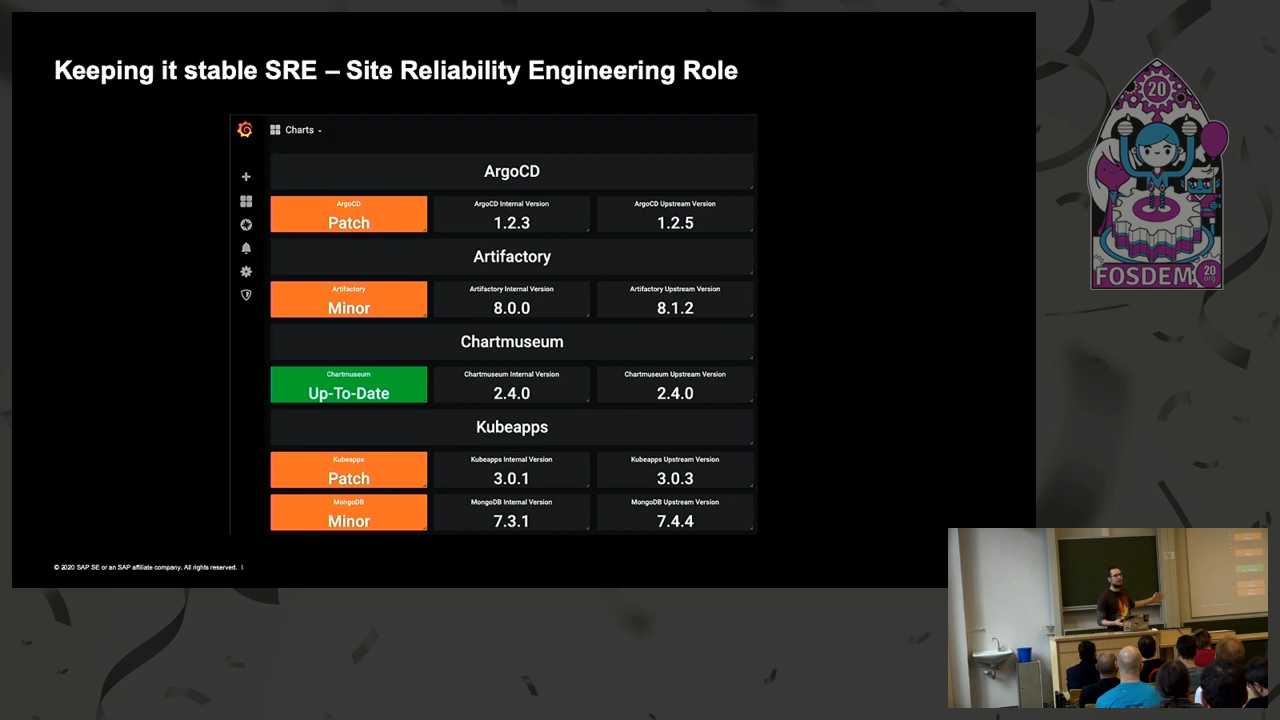 Keeping it stable SRE – Site Reliability Engineering Role
Charts
ArgoCD
ArgoCD
Patch
ArgoCD Internal Version
1.2.3
ArgoCD Upstream Version
1.2.5
Artifactory
Artifactory
Minor
Artifactory Internal Version
8.0.0
Artifactory Upstream Version
8.1.2
Chartmuseum
Chartmuseum
Up-To-Date
Chartmuseum Internal Version
2.4.0
Chartmuseum Upstream Version
2.4.0
Kubeapps
Kubeapps
Patch
Kubeapps Internal Version
3.0.1
Kubeapps Upstream Version
3.0.3
MongoDB
Minor
MongoDB Internal Version
7.3.1
MongoDB Upstream Version
7.4.4
© 2020 SAP SE or an SAP affiliate company. All rights reserved. I
20
FOSDEM
20
.org